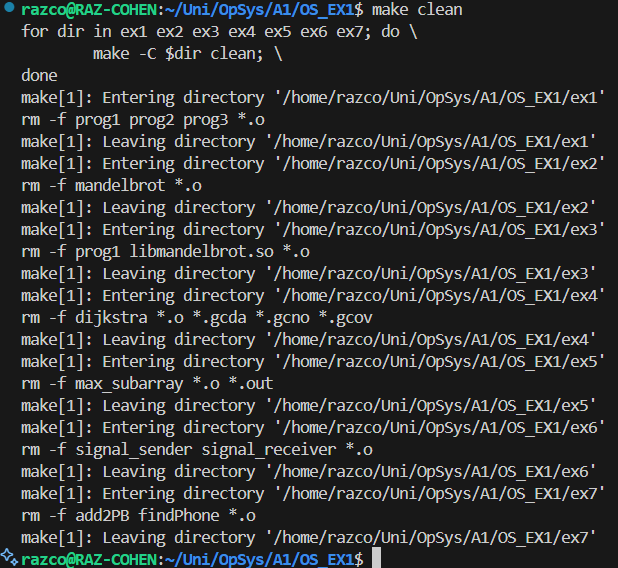 razco@RAZ-COHEN:~/Uni/OpSys/A1/OS_EX1$ make clean
for dir in ex1 ex2 ex3 ex4 ex5 ex6 ex7; do \
        make -C $dir clean; \
done
make[1]: Entering directory '/home/razco/Uni/OpSys/A1/OS_EX1/ex1'
rm -f prog1 prog2 prog3 *.o
make[1]: Leaving directory '/home/razco/Uni/OpSys/A1/OS_EX1/ex1'
make[1]: Entering directory '/home/razco/Uni/OpSys/A1/OS_EX1/ex2'
rm -f mandelbrot *.o
make[1]: Leaving directory '/home/razco/Uni/OpSys/A1/OS_EX1/ex2'
make[1]: Entering directory '/home/razco/Uni/OpSys/A1/OS_EX1/ex3'
rm -f prog1 libmandelbrot.so *.o
make[1]: Leaving directory '/home/razco/Uni/OpSys/A1/OS_EX1/ex3'
make[1]: Entering directory '/home/razco/Uni/OpSys/A1/OS_EX1/ex4'
rm -f dijkstra *.o *.gcda *.gcno *.gcov
make[1]: Leaving directory '/home/razco/Uni/OpSys/A1/OS_EX1/ex4'
make[1]: Entering directory '/home/razco/Uni/OpSys/A1/OS_EX1/ex5'
rm -f max_subarray *.o *.out
make[1]: Leaving directory '/home/razco/Uni/OpSys/A1/OS_EX1/ex5'
make[1]: Entering directory '/home/razco/Uni/OpSys/A1/OS_EX1/ex6'
rm -f signal_sender signal_receiver *.o
make[1]: Leaving directory '/home/razco/Uni/OpSys/A1/OS_EX1/ex6'
make[1]: Entering directory '/home/razco/Uni/OpSys/A1/OS_EX1/ex7'
rm -f add2PB findPhone *.o
make[1]: Leaving directory '/home/razco/Uni/OpSys/A1/OS_EX1/ex7'
razco@RAZ-COHEN:~/Uni/OpSys/A1/OS_EX1$